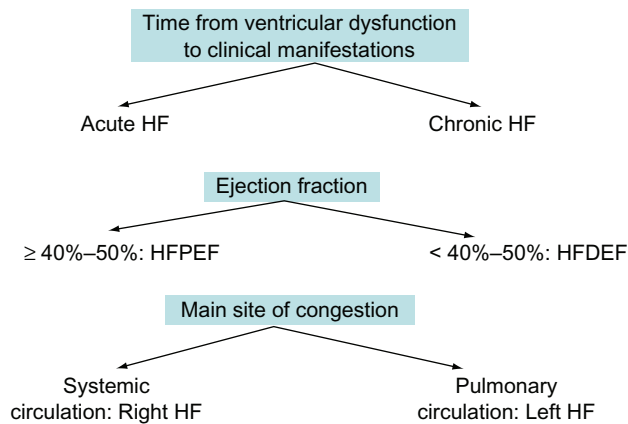 Time from ventricular dysfunction
to clinical manifestations
Acute HF
Chronic HF
Ejection fraction
≥ 40%–50%: HFPEF
< 40%–50%: HFDEF
Main site of congestion
Systemic
circulation: Right HF
Pulmonary
circulation: Left HF